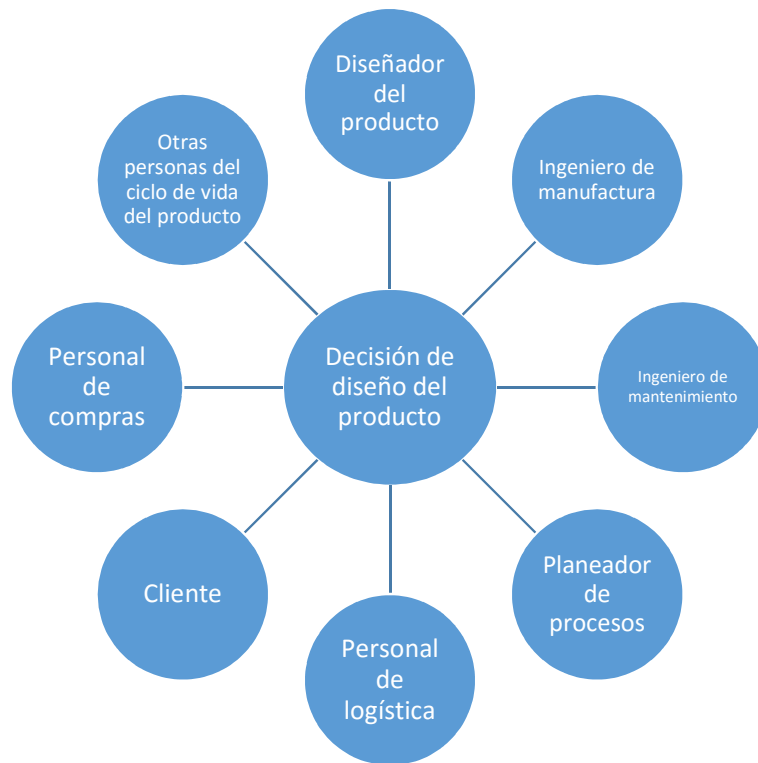 Diseñador
del
producto
Ingeniero de
manufactura
Ingeniero de
mantenimiento
Planeador
de
procesos
Personal
de
logística
Cliente
Personal
de
compras
Otras
personas del
ciclo de vida
del producto
Decisión de
diseño del
producto